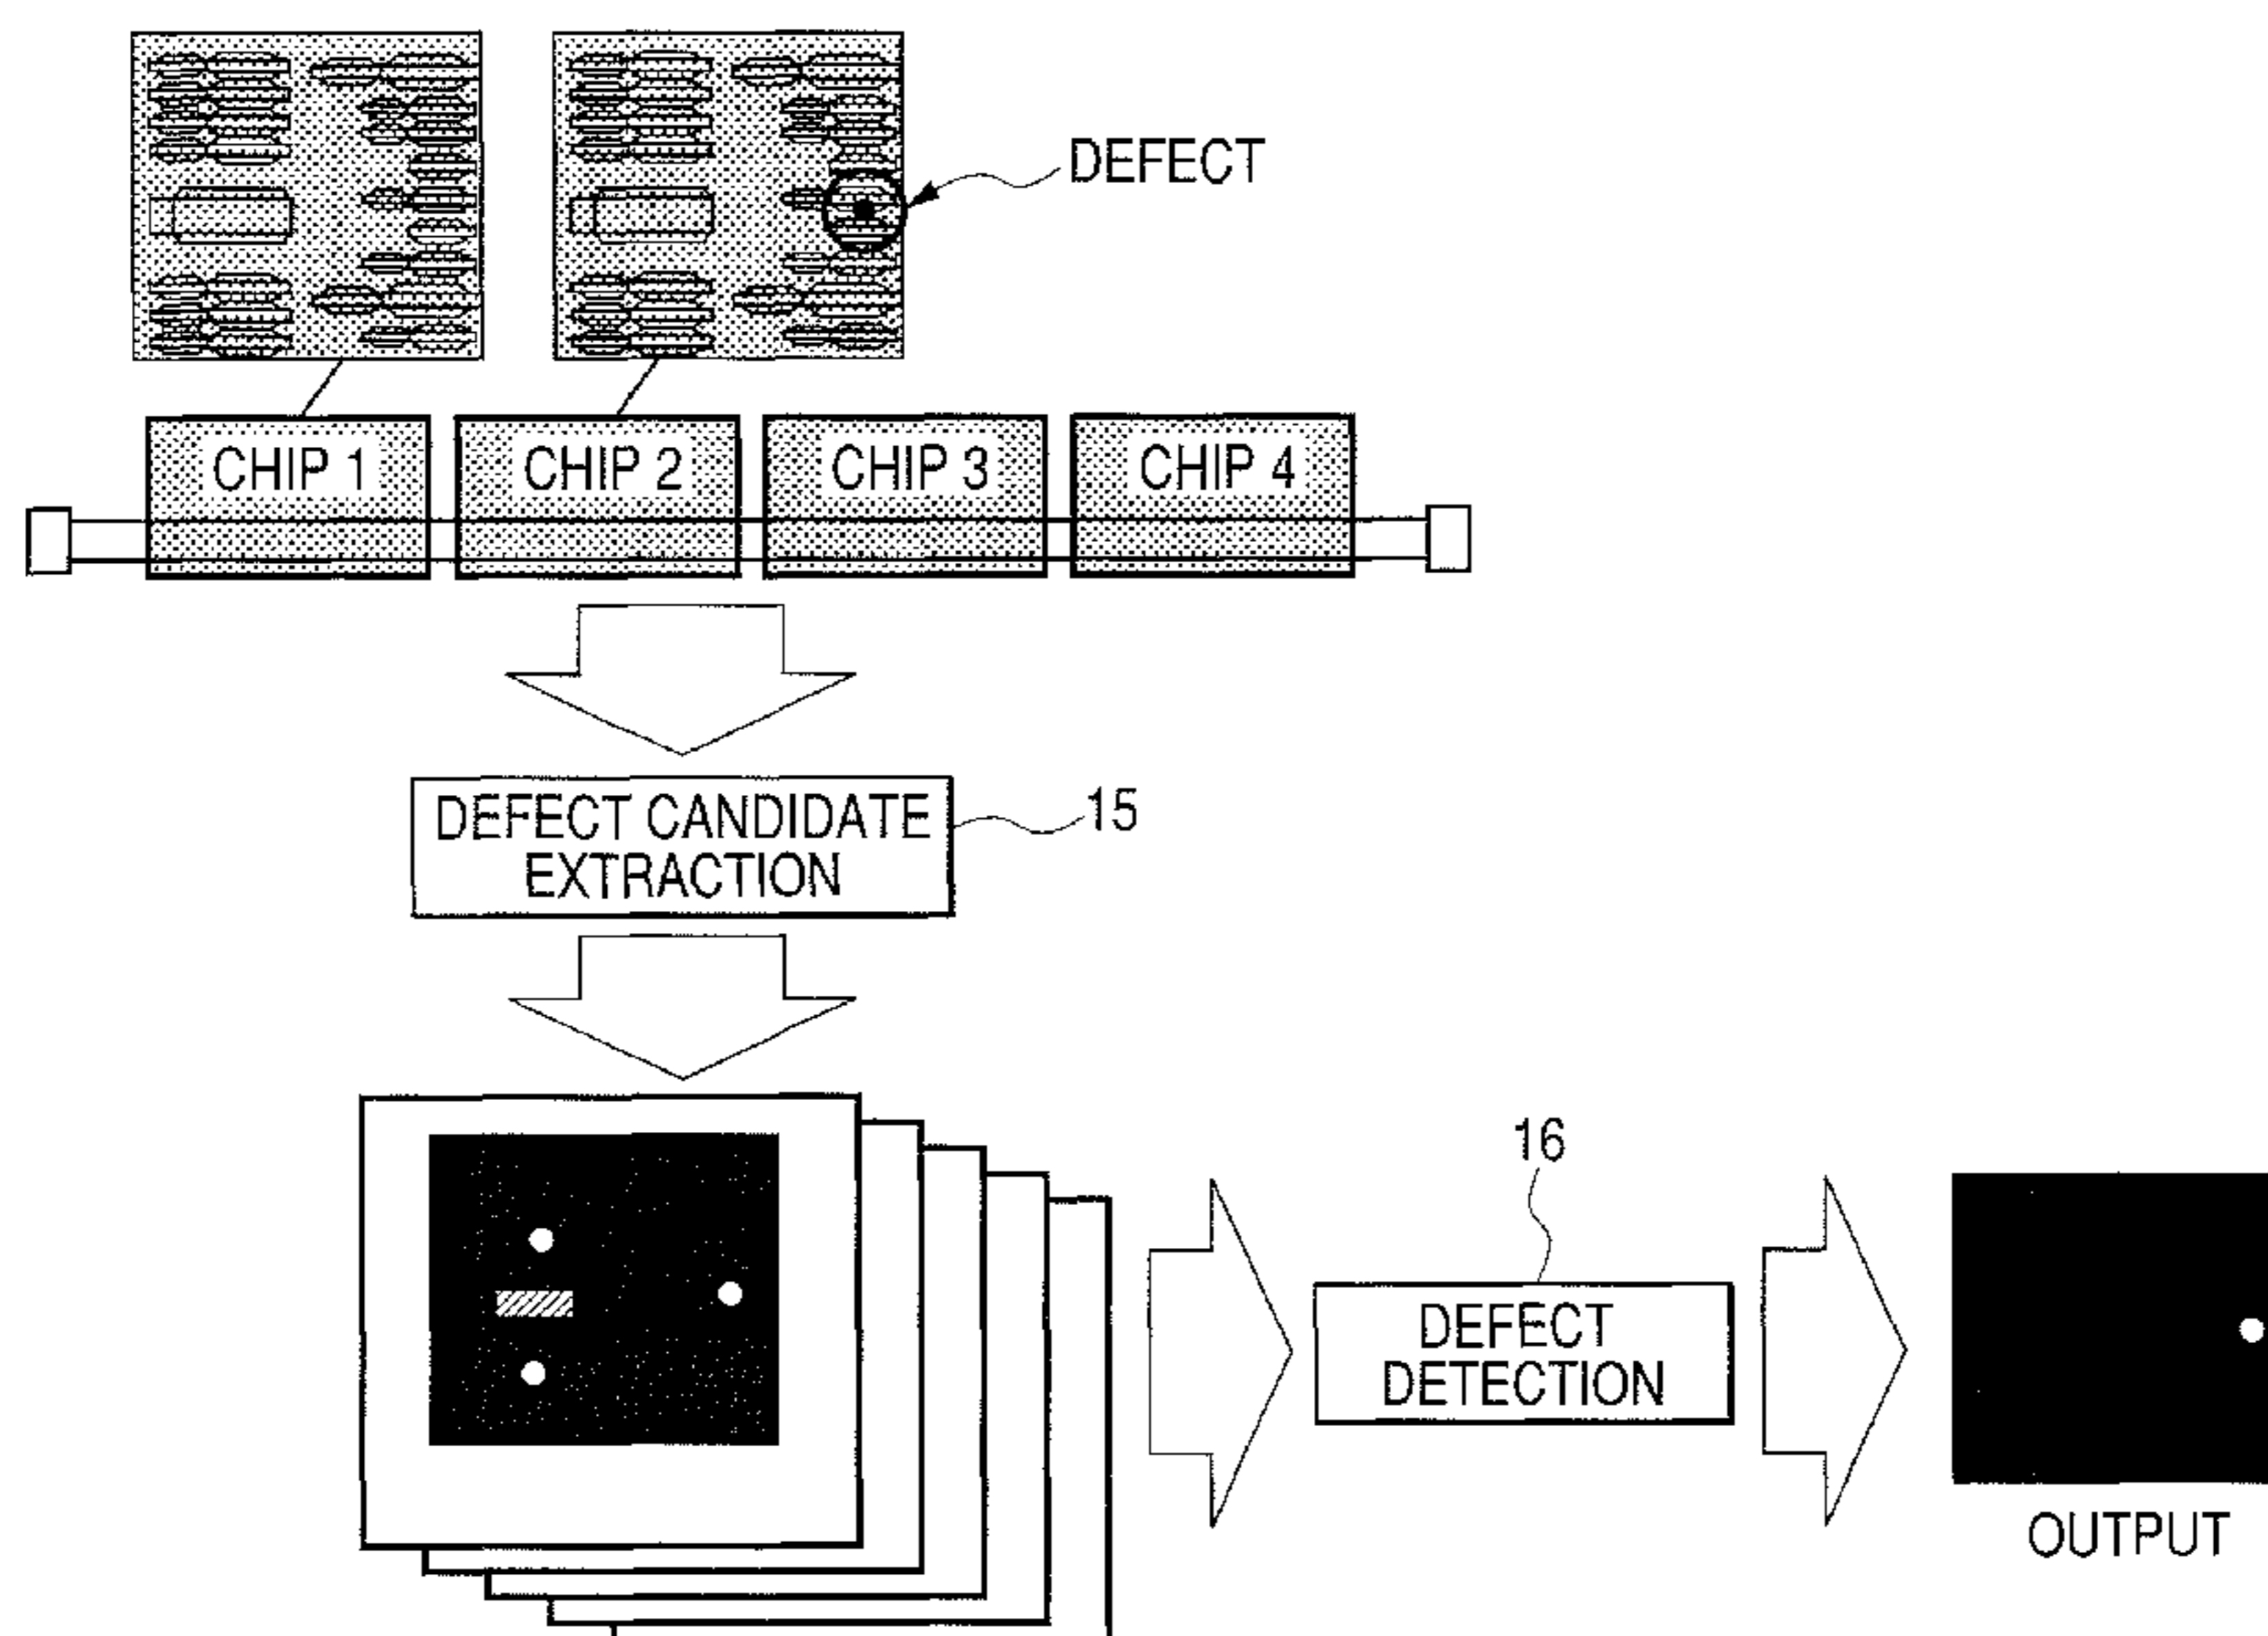 DEFECT
CHIP 1
CHIP 2
CHIP 3
CHIP 4
DEFECT CANDIDATE
EXTRACTION
15
16
DEFECT
DETECTION
OUTPUT